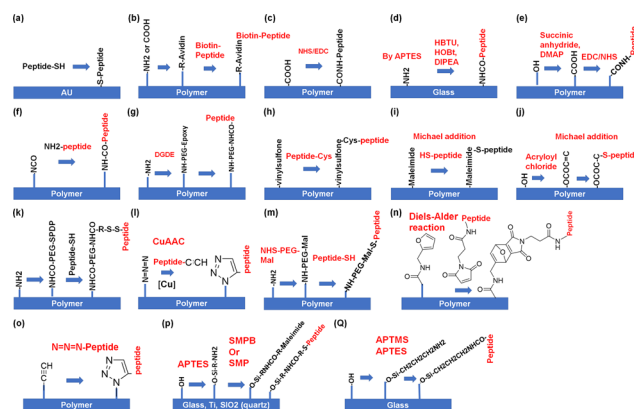 (a)
Peptide-SH
-S-Peptide
AU
(b)
NH2 or COOH
-R-Avidin
Biotin-
Peptide
Biotin-Peptide
-R-Avidin
Polymer
(c)
-COOH
NHS/EDC
-CONH-Peptide
Polymer
(d)
By APTES
-NH2
HBTU,
HOBt,
DIPEA
-NHCO-Peptide
Glass
(e)
Succinic
anhydride,
DMAP
OH
COOH
EDC/NHS
CONH-Peptide
Polymer
(f)
NCO
NH2-peptide
NH-CO-Peptide
Polymer
(g)
-NH2
DGDE
NH-PEG-Epoxy
Peptide
NH-PEG-NHCO-
Polymer
(h)
-vinylsulfone
Peptide-Cys
-vinylsulfone
-Cys-peptide
Polymer
(i)
Michael addition
-Maleimide
HS-peptide
-Maleimide
-S-peptide
Polymer
(j)
Michael addition
-OH
Acryloyl
chloride
-OCOC=C
-OCOC-C
-S-peptide
Polymer
(k)
NH2
NHCO-PEG-SPDP
Peptide-SH
NHCO-PEG-NHCO
-R-S-S-
Peptide
Polymer
(l)
CuAAC
N=N=N
Peptide-C≡CH
[Cu]
N=N
N
peptide
Polymer
(m)
NHS-PEG-
Mal
-NH2
NH-PEG-Mal
Peptide-SH
NH-PEG-Mal-S-Peptide
Polymer
(n)
Diels-Alder
reaction
Peptide
Peptide
Polymer
(o)
C≡CH
N=N=N-Peptide
N=N
N
peptide
Polymer
(p)
OH
APTES
O-Si-R-NH2
SMPB
Or
SMP
O-Si-RNHCO-R-Maleimide
O-Si-R-NHCO-R-S-Peptide
Glass, Ti, SIO2 (quartz)
(Q)
OH
APTMS
APTES
O-Si-CH2CH2CH2NH2
O-Si-CH2CH2CH2NHCO-
Peptide
Glass